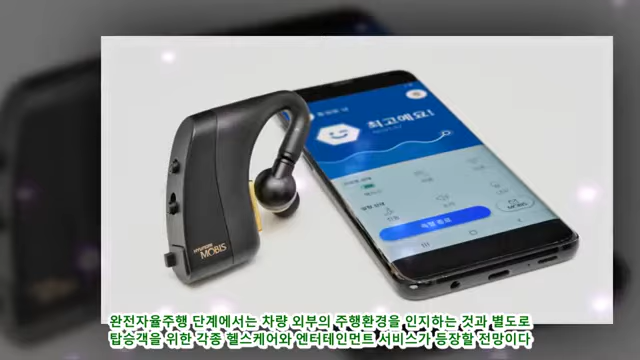 최고예요!
HYUNDAI
MOBIS
완전자율주행 단계에서는 차량 외부의 주행환경을 인지하는 것과 별도로
탑승객을 위한 각종 헬스케어와 엔터테인먼트 서비스가 등장할 전망이다